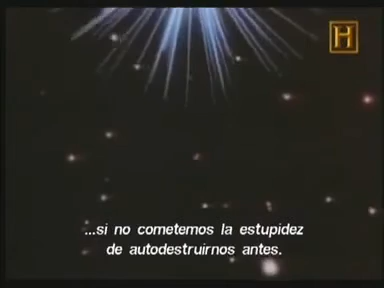 H
...si no cometemos la estupidez
de autodestruirnos antes.